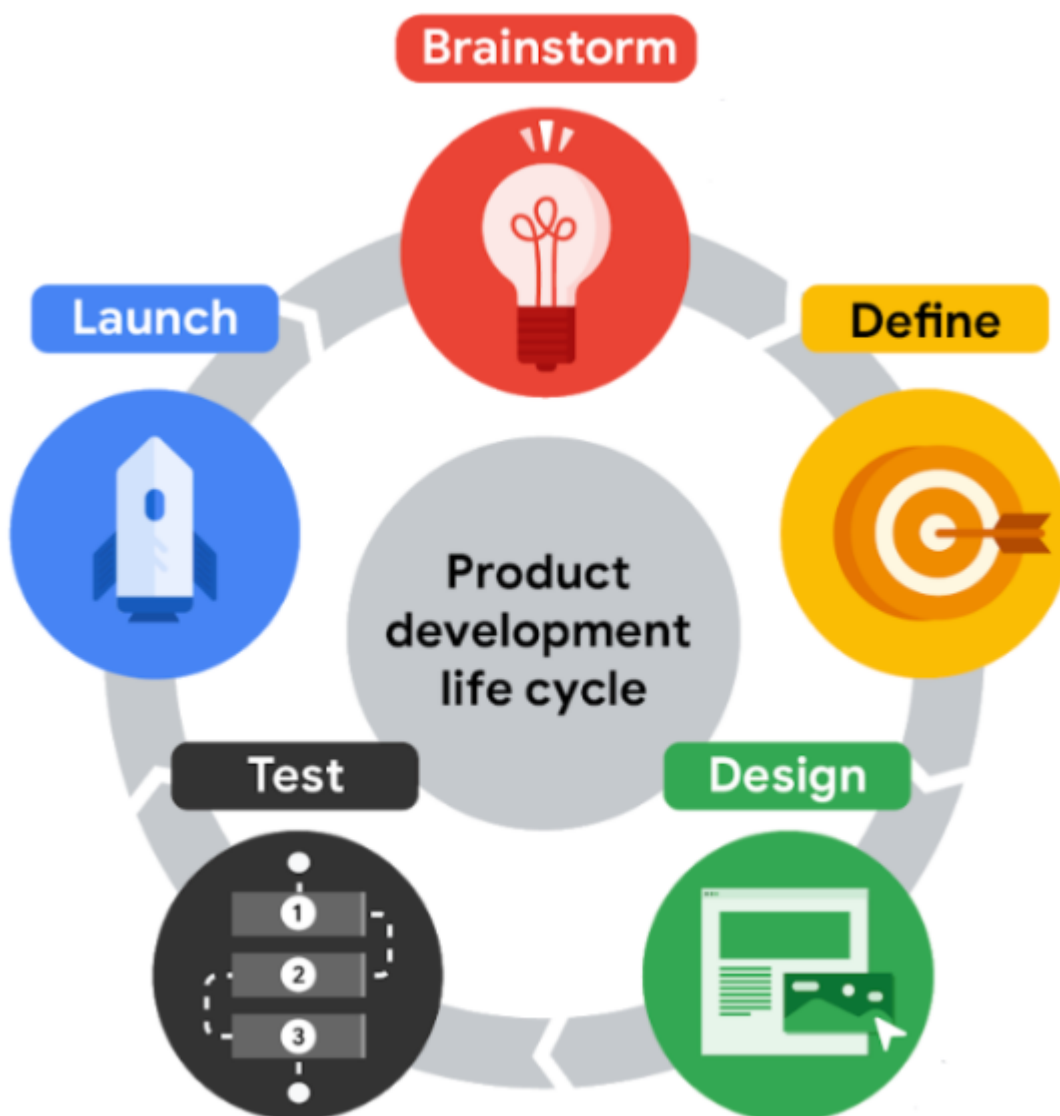 Brainstorm
Launch
Define
Product
development
life cycle
Test
Design
1
2
3